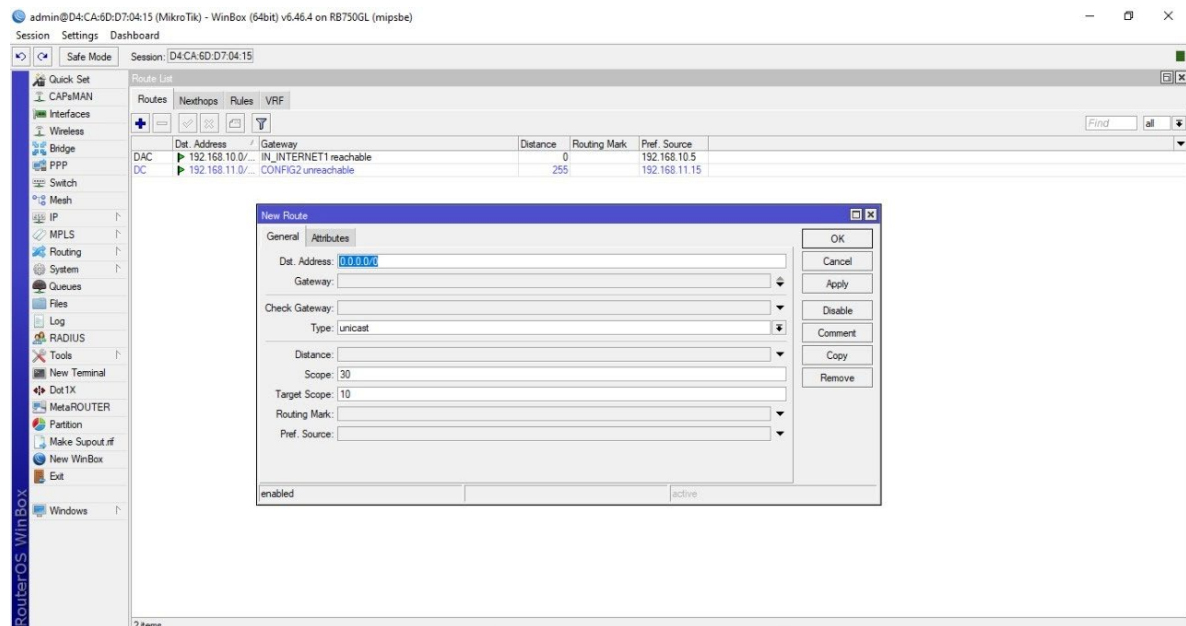 admin@D4:CA:6D:D7:04:15 (MikroTik) - WinBox (64bit) v6.46.4 on RB750GL (mipsbe)
Session Settings Dashboard
Safe Mode Session: D4:CA:6D:D7:04:15
Quick Set
CAPsMAN
Interfaces
Wireless
Bridge
PPP
Switch
Mesh
IP
MPLS
Routing
System
Queues
Files
Log
RADIUS
Tools
New Terminal
Dot1X
MetaROUTER
Partition
Make Supout.rif
New WinBox
Exit
Windows
RouterOS WinBox
Route List
Routes Nexthops Rules VRF
Find all
Dst. Address Gateway Distance Routing Mark Pref. Source
DAC 192.168.10.0/... IN_INTERNET1 reachable 0 192.168.10.5
DC 192.168.11.0/... CONFIG2 unreachable 255 192.168.11.15
New Route
General Attributes
Dst. Address: 0.0.0.0/0
Gateway:
Check Gateway:
Type: unicast
Distance:
Scope: 30
Target Scope: 10
Routing Mark:
Pref. Source:
OK
Cancel
Apply
Disable
Comment
Copy
Remove
enabled active
2 items